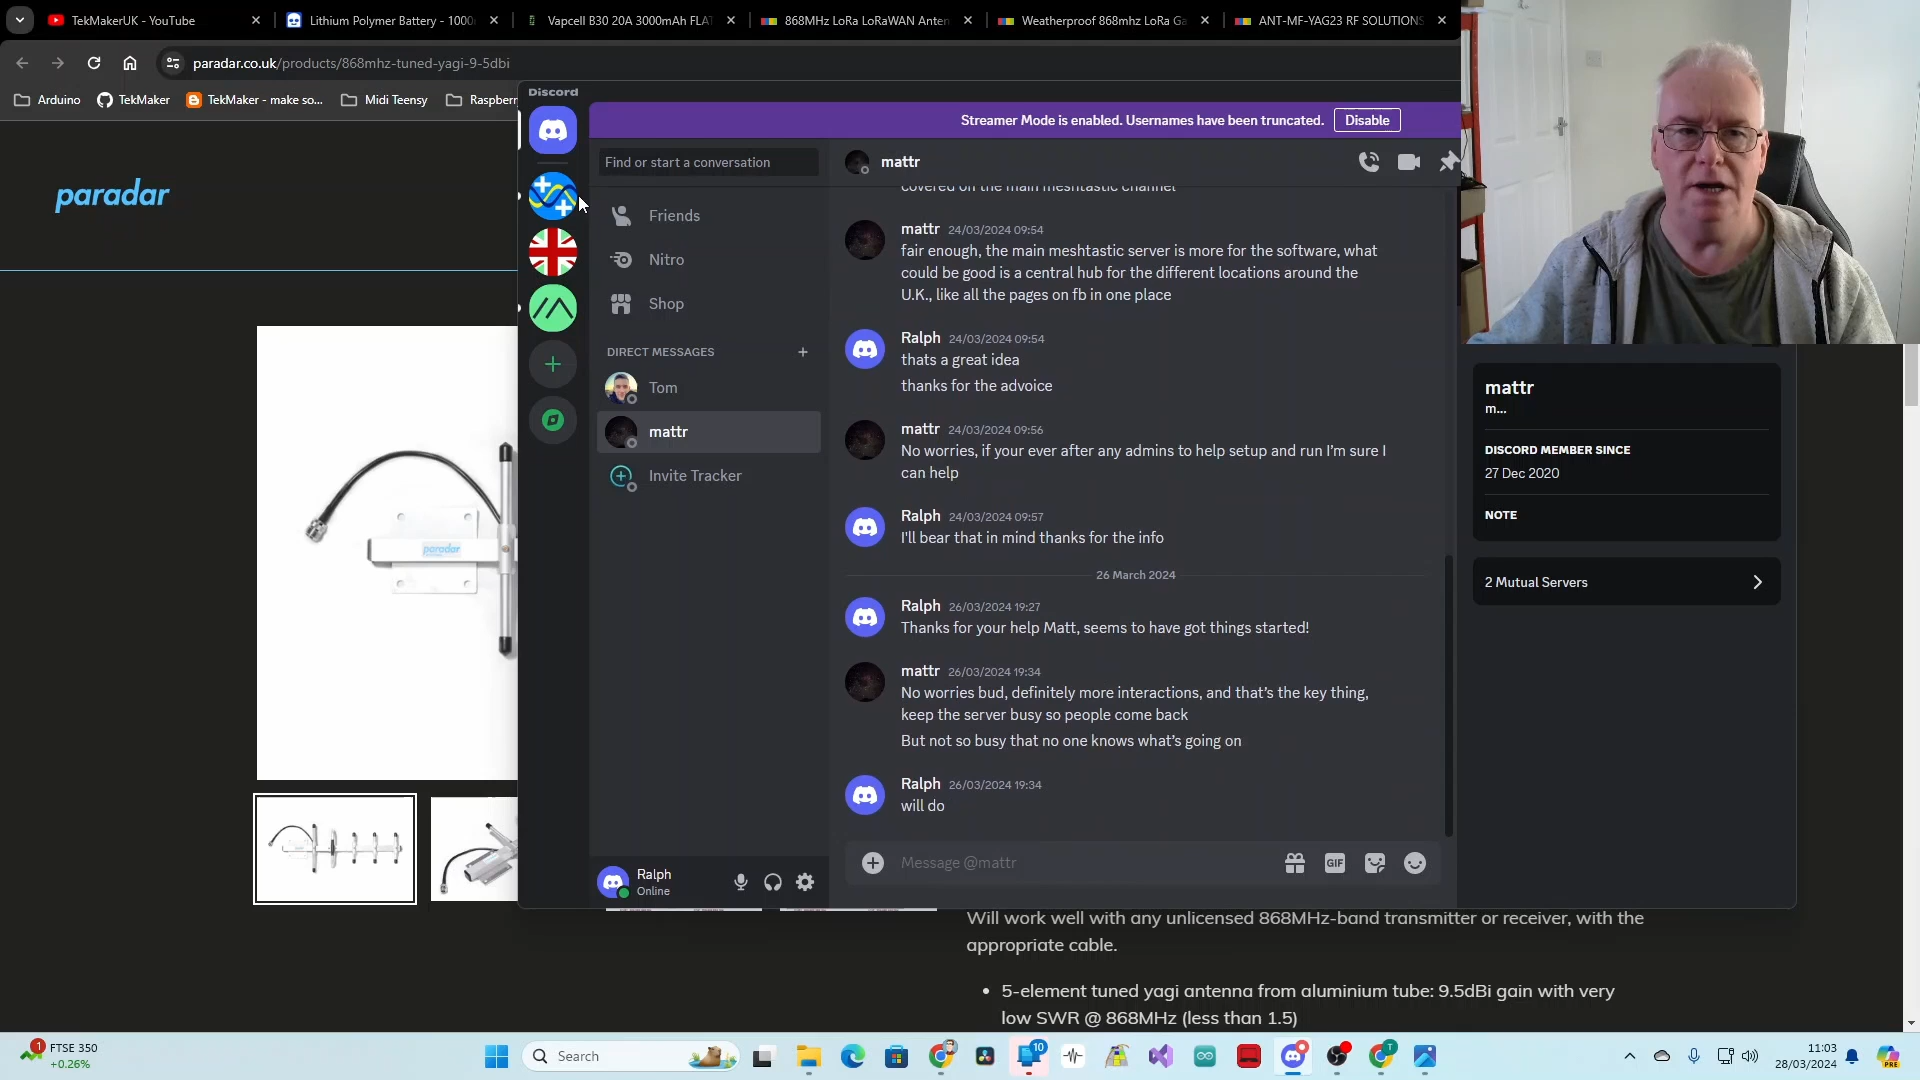 TekMakerUK - YouTube
Lithium Polymer Battery - 1000
Vapcell B30 20A 3000mAh FLAT
868MHz LoRa LoRaWAN Anten
Weatherproof 868mhz LoRa Ga
ANT-MF-YAG23 RF SOLUTIONS
paradar.co.uk/products/868mhz-tuned-yagi-9-5dbi
Arduino
TekMaker
TekMaker - make so...
Midi Teensy
Raspberr
Discord
Streamer Mode is enabled. Usernames have been truncated.
Disable
paradar
Find or start a conversation
Friends
Nitro
Shop
DIRECT MESSAGES
Tom
mattr
Invite Tracker
Ralph
Online
mattr
covered on the main meshtastic channel
mattr 24/03/2024 09:54
fair enough, the main meshtastic server is more for the software, what
could be good is a central hub for the different locations around the
U.K., like all the pages on fb in one place
Ralph 24/03/2024 09:54
thats a great idea
thanks for the advoice
mattr 24/03/2024 09:56
No worries, if your ever after any admins to help setup and run I'm sure I
can help
Ralph 24/03/2024 09:57
I'll bear that in mind thanks for the info
26 March 2024
Ralph 26/03/2024 19:27
Thanks for your help Matt, seems to have got things started!
mattr 26/03/2024 19:34
No worries bud, definitely more interactions, and that's the key thing,
keep the server busy so people come back
But not so busy that no one knows what's going on
Ralph 26/03/2024 19:34
will do
Message @mattr
GIF
mattr
m...
DISCORD MEMBER SINCE
27 Dec 2020
NOTE
2 Mutual Servers
paradar
Will work well with any unlicensed 868MHz-band transmitter or receiver, with the
appropriate cable.
• 5-element tuned yagi antenna from aluminium tube: 9.5dBi gain with very
low SWR @ 868MHz (less than 1.5)
1
FTSE 350
+0.26%
Search
10
T
11:03
28/03/2024
PRE